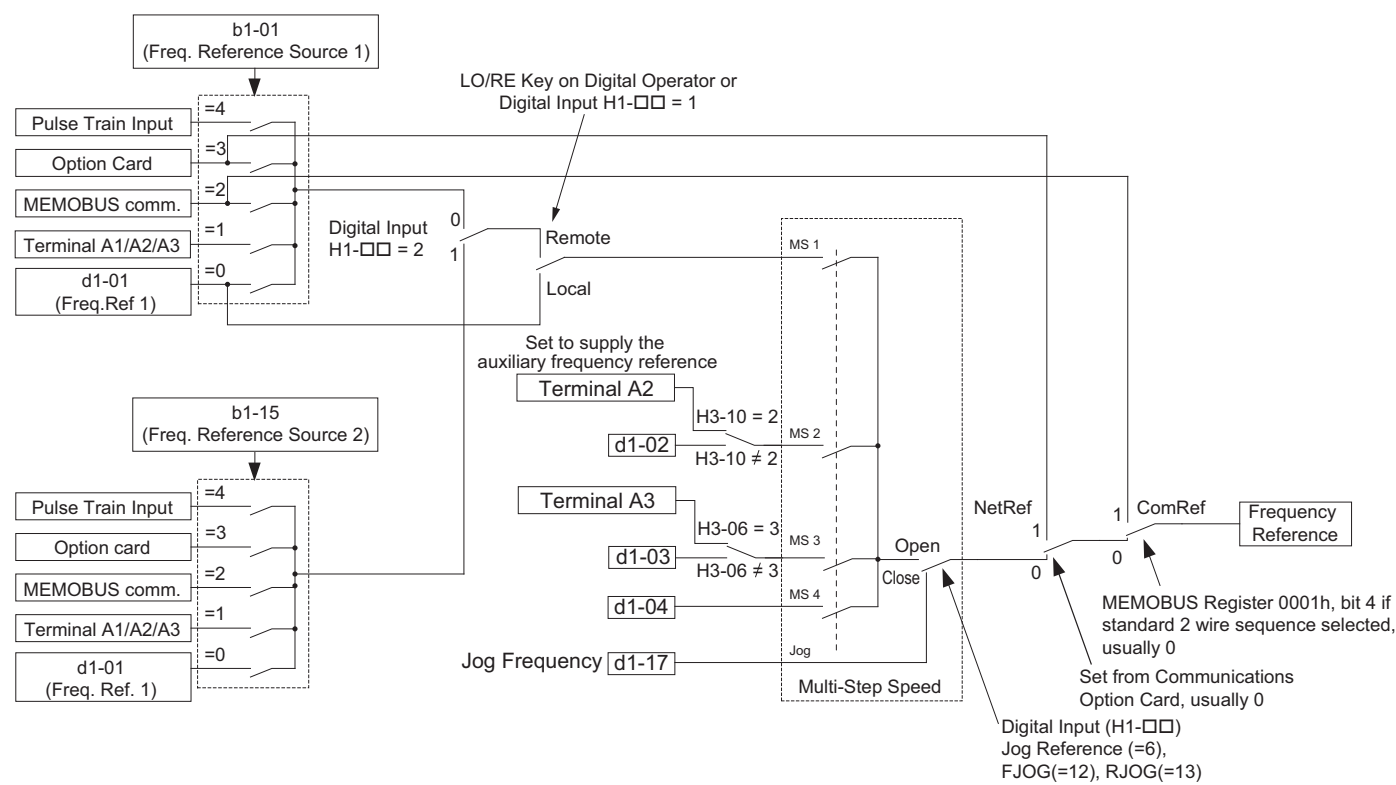 b1-01
(Freq. Reference Source 1)
=4
Pulse Train Input
=3
Option Card
=2
MEMOBUS comm.
=1
Terminal A1/A2/A3
=0
d1-01
(Freq.Ref 1)
LO/RE Key on Digital Operator or
Digital Input H1-□□ = 1
Digital Input
H1-□□ = 2
0
1
Remote
Local
b1-15
(Freq. Reference Source 2)
=4
Pulse Train Input
=3
Option card
=2
MEMOBUS comm.
=1
Terminal A1/A2/A3
=0
d1-01
(Freq. Ref. 1)
Set to supply the
auxiliary frequency reference
Terminal A2
H3-10 = 2
d1-02
H3-10 ≠ 2
Terminal A3
H3-06 = 3
d1-03
H3-06 ≠ 3
d1-04
Jog Frequency
d1-17
MS 1
MS 2
MS 3
MS 4
Jog
Multi-Step Speed
Open
Close
NetRef
1
0
ComRef
1
0
Frequency
Reference
MEMOBUS Register 0001h, bit 4 if
standard 2 wire sequence selected,
usually 0
Set from Communications
Option Card, usually 0
Digital Input (H1-□□)
Jog Reference (=6),
FJOG(=12), RJOG(=13)